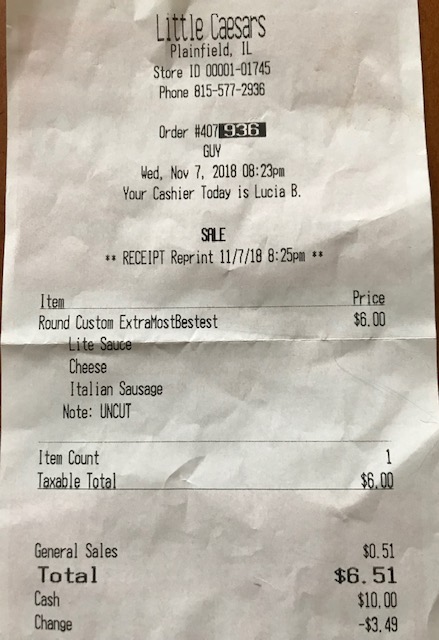 Little Caesars
Plainfield, IL
Store ID 00001-01745
Phone 815-577-2936
Order #407936
GUY
Wed, Nov 7, 2018 08:23pm
Your Cashier Today is Lucia B.
SALE
** RECEIPT Reprint 11/7/18 8:25pm **
Item Price
Round Custom ExtraMostBestest $6.00
Lite Sauce
Cheese
Italian Sausage
Note: UNCUT
Item Count 1
Taxable Total $6.00
General Sales $0.51
Total $6.51
Cash $10.00
Change -$3.49